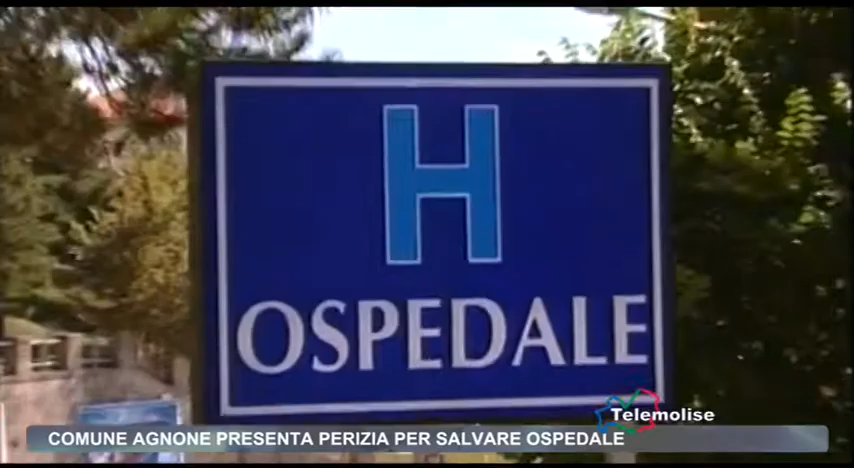 H
OSPEDALE
Telemolise
COMUNE AGNONE PRESENTA PERIZIA PER SALVARE OSPEDALE